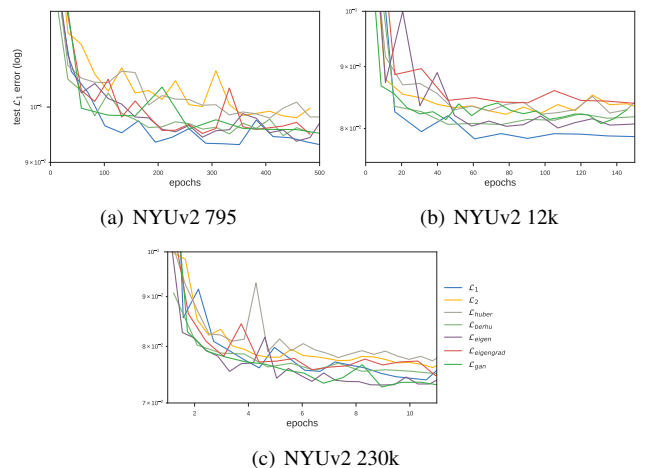 test ℒ₁ error (log)
10⁻¹
9 × 10⁻²
0 100 200 300 400 500
epochs
(a) NYUv2 795
10⁻¹
9 × 10⁻²
8 × 10⁻²
0 20 40 60 80 100 120 140
epochs
(b) NYUv2 12k
10⁻¹
9 × 10⁻²
8 × 10⁻²
7 × 10⁻²
2 4 6 8 10
epochs
ℒ₁
ℒ₂
ℒhuber
ℒberhu
ℒeigen
ℒeigengrad
ℒgan
(c) NYUv2 230k